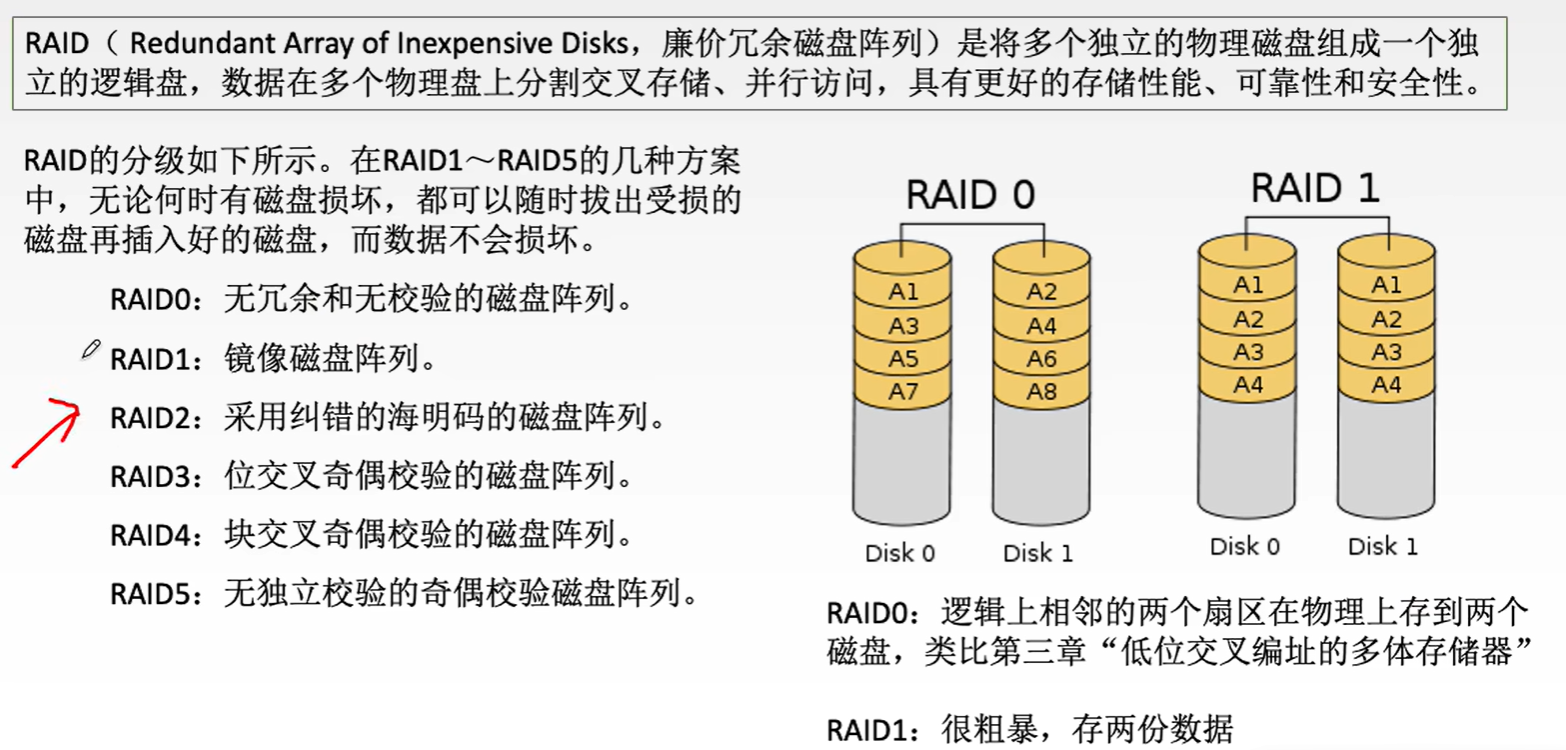 RAID（ Redundant Array of Inexpensive Disks，廉价冗余磁盘阵列）是将多个独立的物理磁盘组成一个独
立的逻辑盘，数据在多个物理盘上分割交叉存储、并行访问，具有更好的存储性能、可靠性和安全性。
RAID的分级如下所示。在RAID1～RAID5的几种方案
中，无论何时有磁盘损坏，都可以随时拔出受损的
磁盘再插入好的磁盘，而数据不会损坏。
RAID0：无冗余和无校验的磁盘阵列。
RAID1：镜像磁盘阵列。
RAID2：采用纠错的海明码的磁盘阵列。
RAID3：位交叉奇偶校验的磁盘阵列。
RAID4：块交叉奇偶校验的磁盘阵列。
RAID5：无独立校验的奇偶校验磁盘阵列。
RAID 0
A1
A3
A5
A7
Disk 0
A2
A4
A6
A8
Disk 1
RAID 1
A1
A2
A3
A4
Disk 0
A1
A2
A3
A4
Disk 1
RAID0：逻辑上相邻的两个扇区在物理上存到两个
磁盘，类比第三章“低位交叉编址的多体存储器”
RAID1：很粗暴，存两份数据